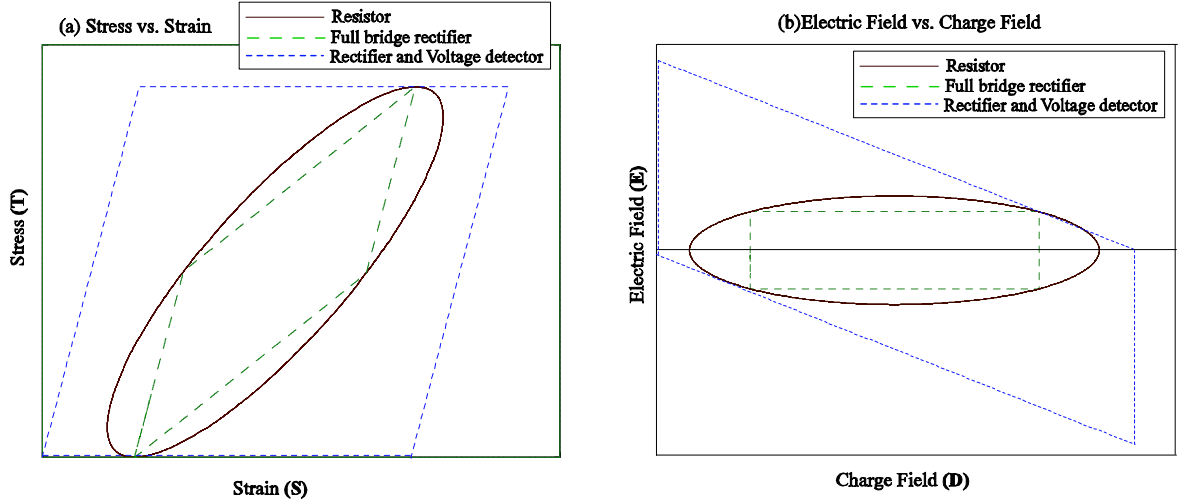 (a) Stress vs. Strain
Resistor
Full bridge rectifier
Rectifier and Voltage detector
Stress (T)
Strain (S)
(b)Electric Field vs. Charge Field
Resistor
Full bridge rectifier
Rectifier and Voltage detector
Electric Field (E)
Charge Field (D)